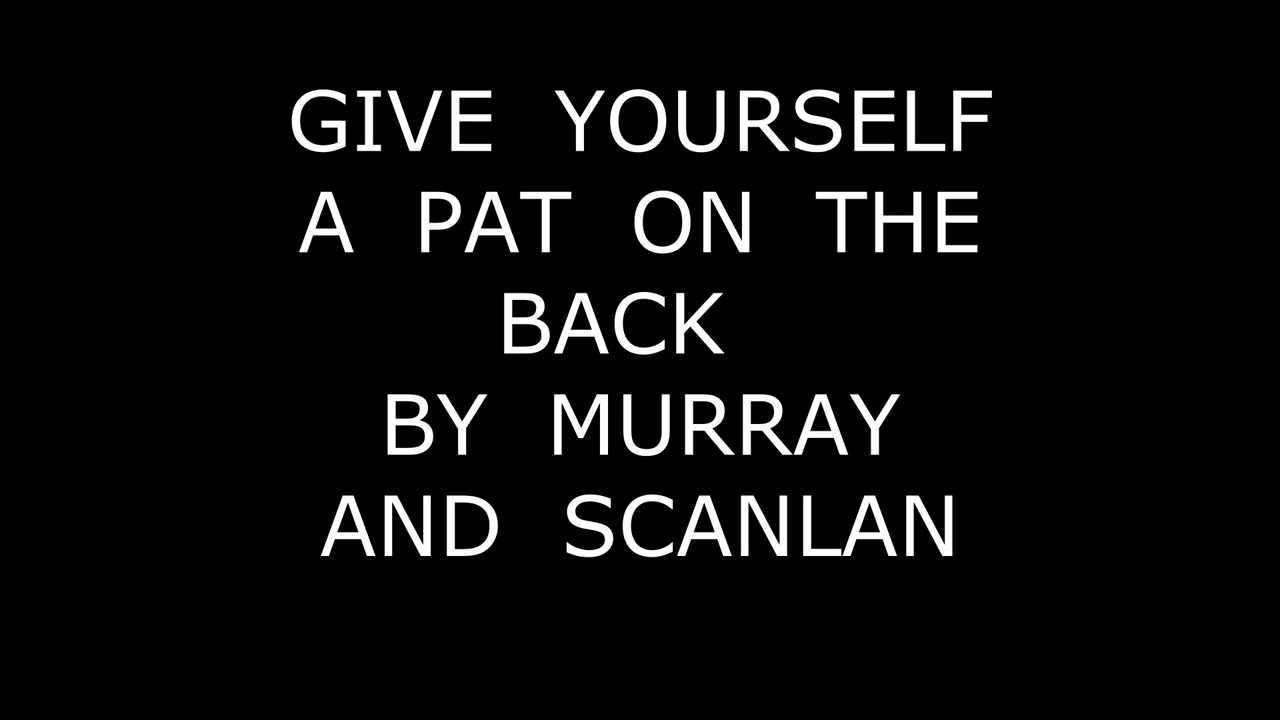 GIVE YOURSELF
A PAT ON THE
BACK
BY MURRAY
AND SCANLAN